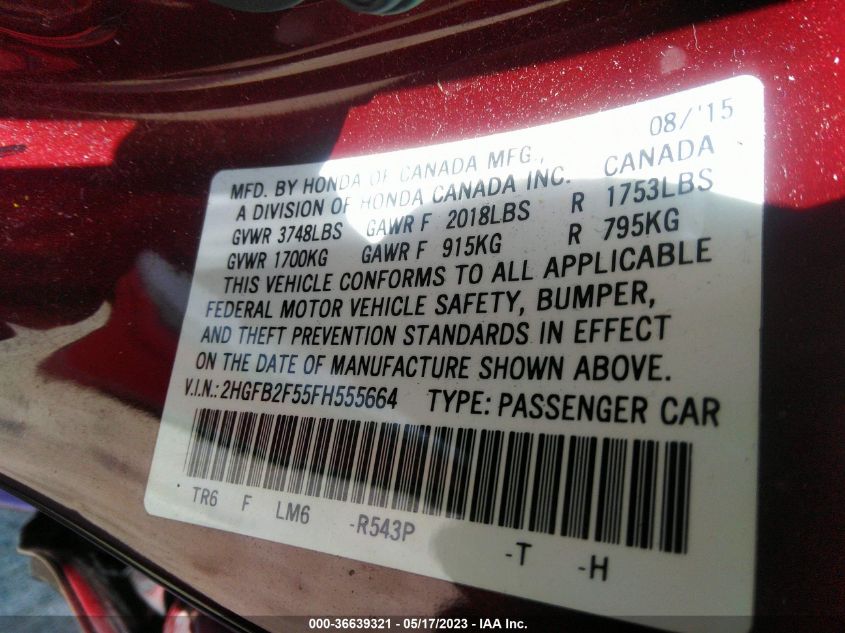 08/'15
MFD. BY HONDA OF CANADA MFG.,
A DIVISION OF HONDA CANADA INC. CANADA
GVWR 3748LBS GAWR F 2018LBS R 1753LBS
GVWR 1700KG GAWR F 915KG R 795KG
THIS VEHICLE CONFORMS TO ALL APPLICABLE
FEDERAL MOTOR VEHICLE SAFETY, BUMPER,
AND THEFT PREVENTION STANDARDS IN EFFECT
ON THE DATE OF MANUFACTURE SHOWN ABOVE.
V.I.N.: 2HGFB2F55FH555664 TYPE: PASSENGER CAR
TR6 F LM6 -R543P -T -H
000-36639321 - 05/17/2023 - IAA Inc.